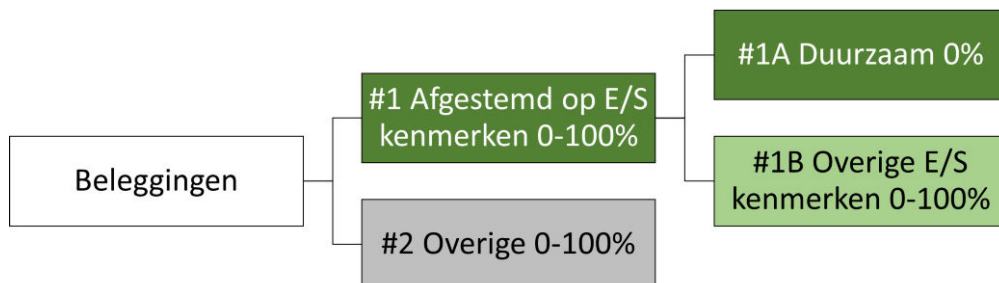 Beleggingen
#1 Afgestemd op E/S
kenmerken 0-100%
#2 Overige 0-100%
#1A Duurzaam 0%
#1B Overige E/S
kenmerken 0-100%